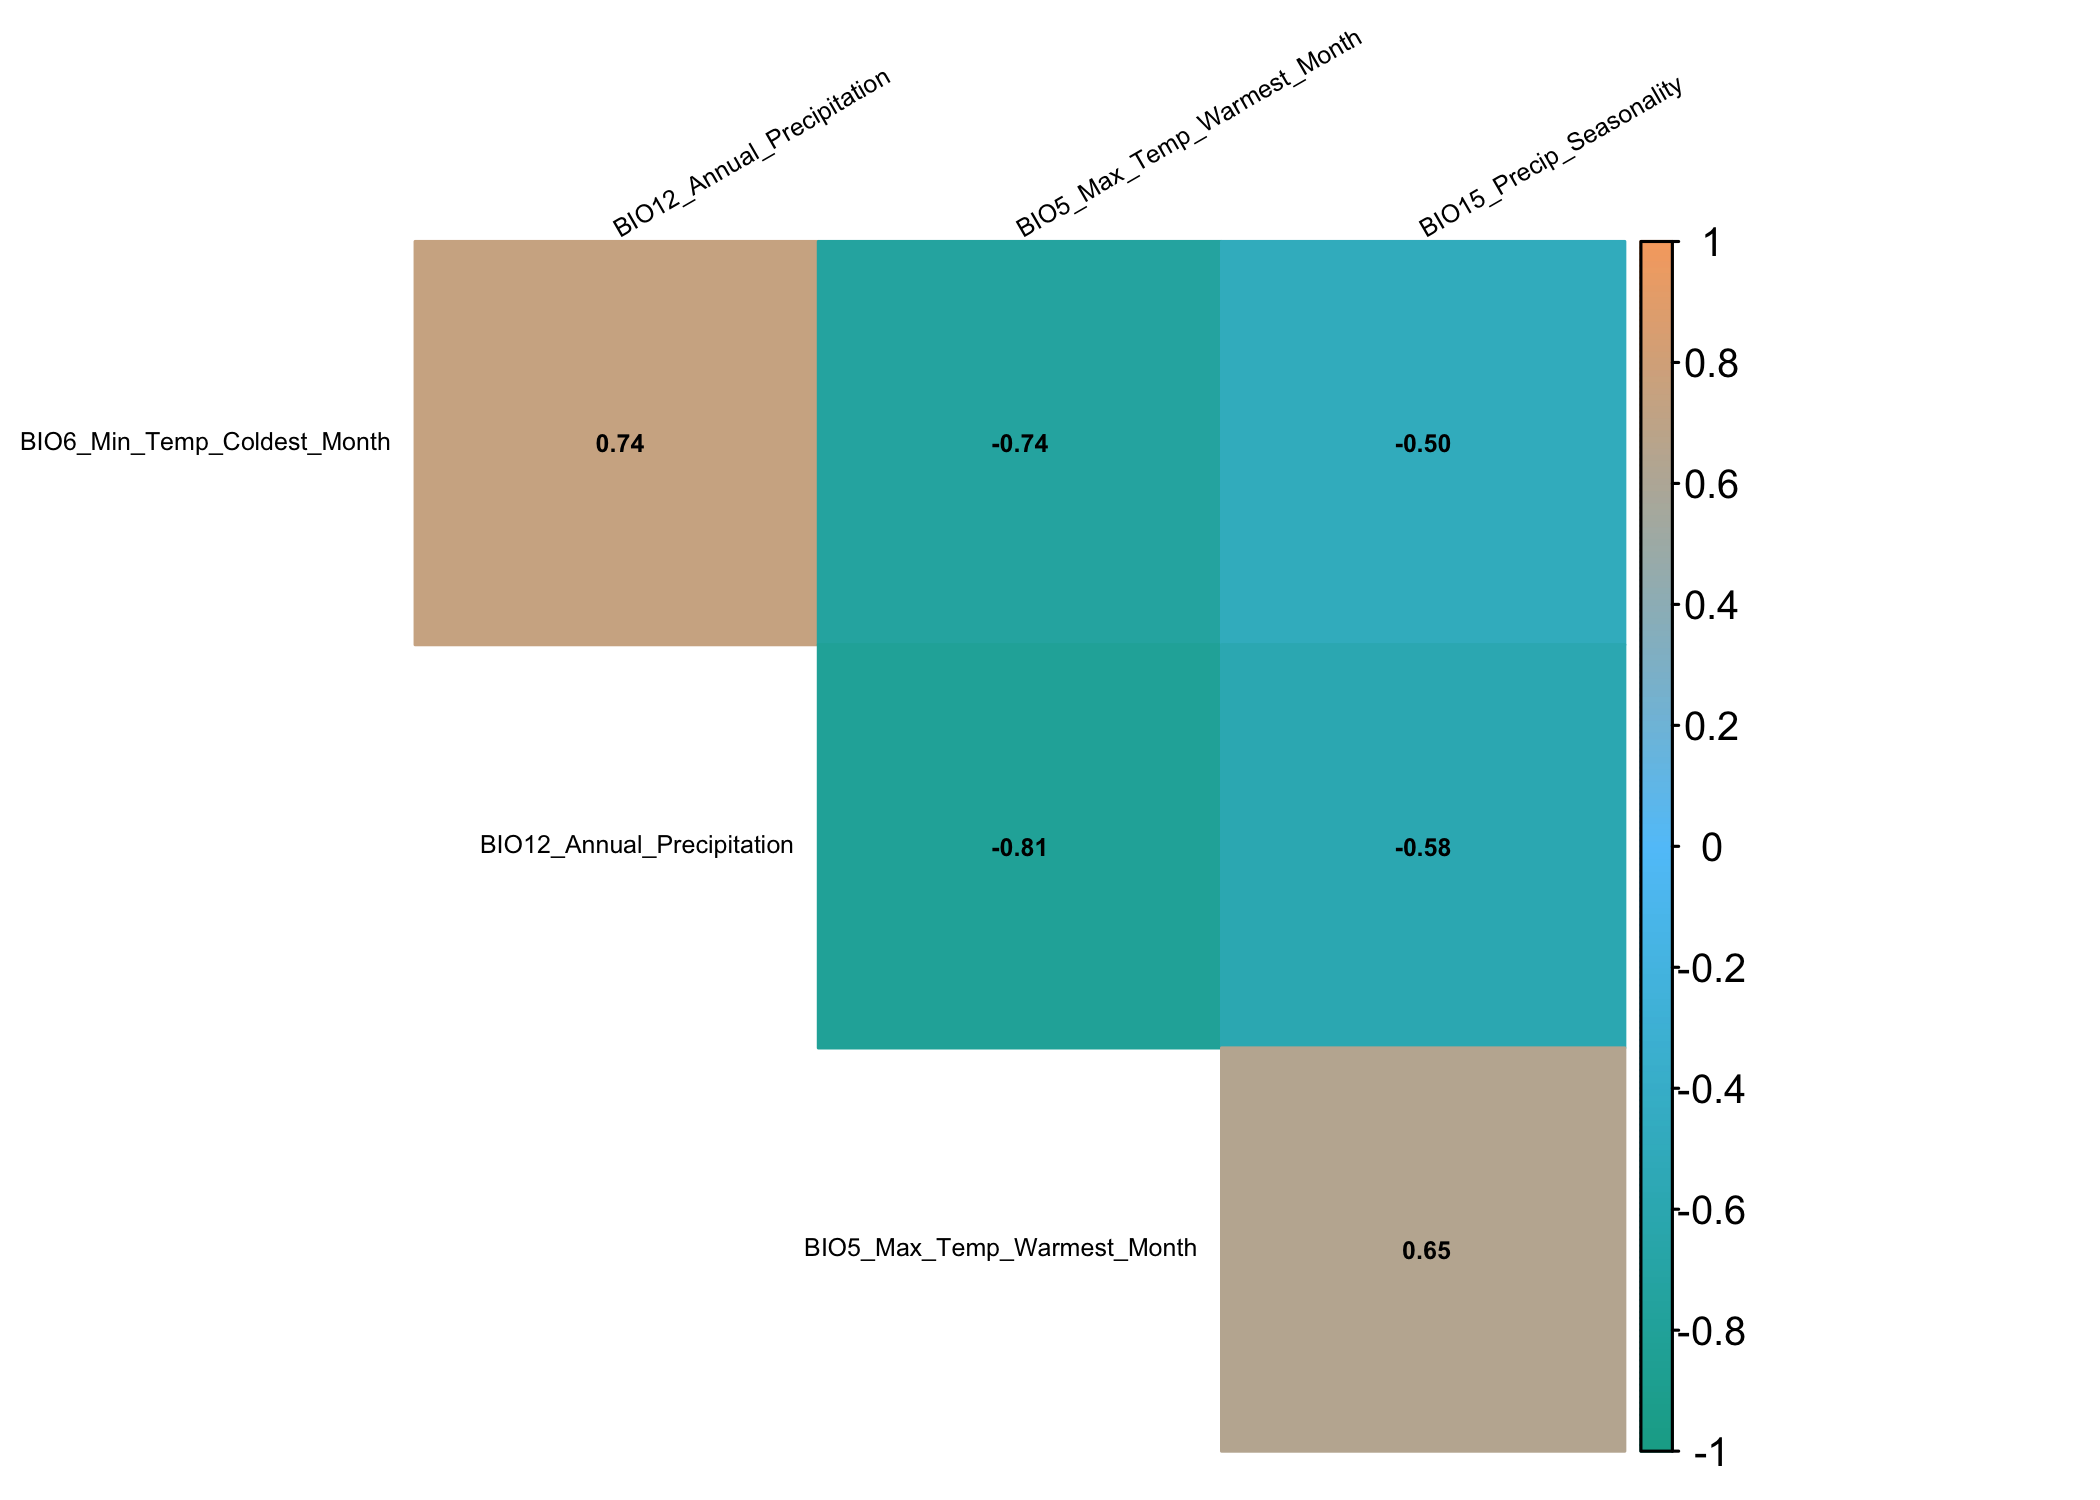 BIO12_Annual_Precipitation
BIO5_Max_Temp_Warmest_Month
BIO15_Precip_Seasonality
BIO6_Min_Temp_Coldest_Month
0.74
-0.74
-0.50
BIO12_Annual_Precipitation
-0.81
-0.58
BIO5_Max_Temp_Warmest_Month
0.65
1
0.8
0.6
0.4
0.2
0
-0.2
-0.4
-0.6
-0.8
-1